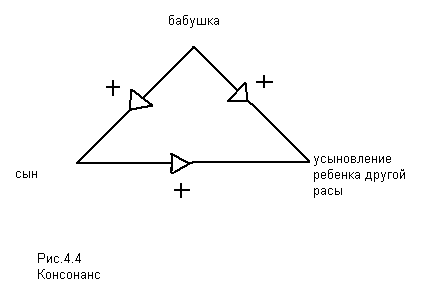 бабушка
+
+
сын
+
усыновление
ребенка другой
расы
Рис.4.4
Консонанс